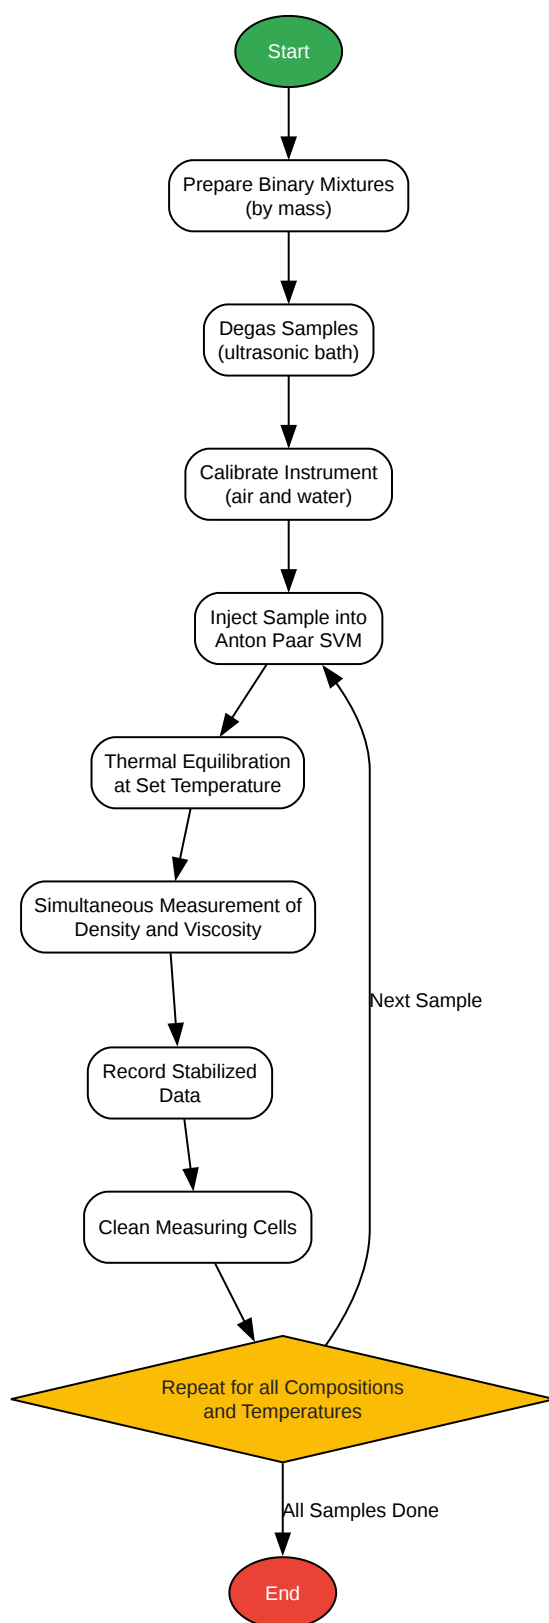 Start
Prepare Binary Mixtures
(by mass)
Degas Samples
(ultrasonic bath)
Calibrate Instrument
(air and water)
Inject Sample into
Anton Paar SVM
Thermal Equilibration
at Set Temperature
Simultaneous Measurement of
Density and Viscosity
Next Sample
Record Stabilized
Data
Clean Measuring Cells
Repeat for all Compositions
and Temperatures
All Samples Done
End